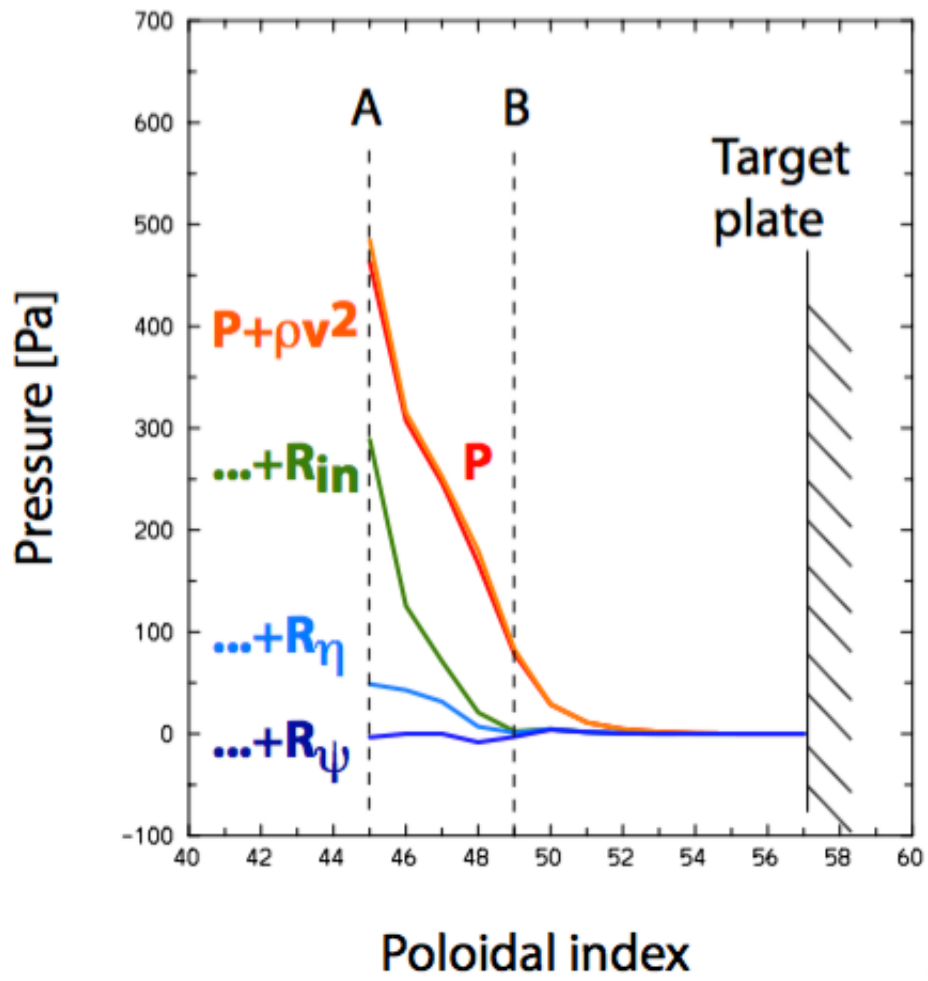 700
600
500
400
300
200
100
0
-100
40 42 44 46 48 50 52 54 56 58 60
Pressure [Pa]
Poloidal index
A
B
Target
plate
P+ρv²
P
...+Rin
...+Rη
...+Rψ